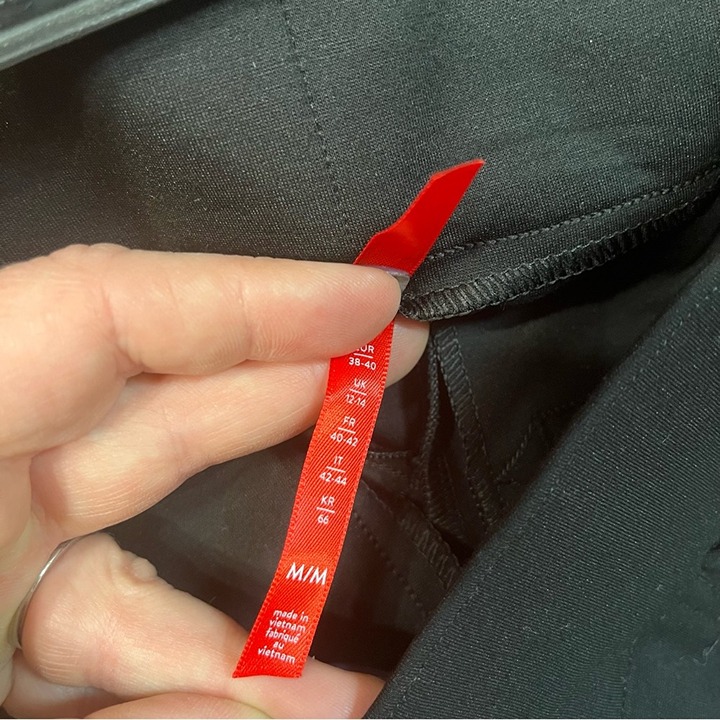 38-40
UK
12-14
FR
40-42
IT
42-44
KR
66
M/M
made in
vietnam
fabriqué
au
vietnam